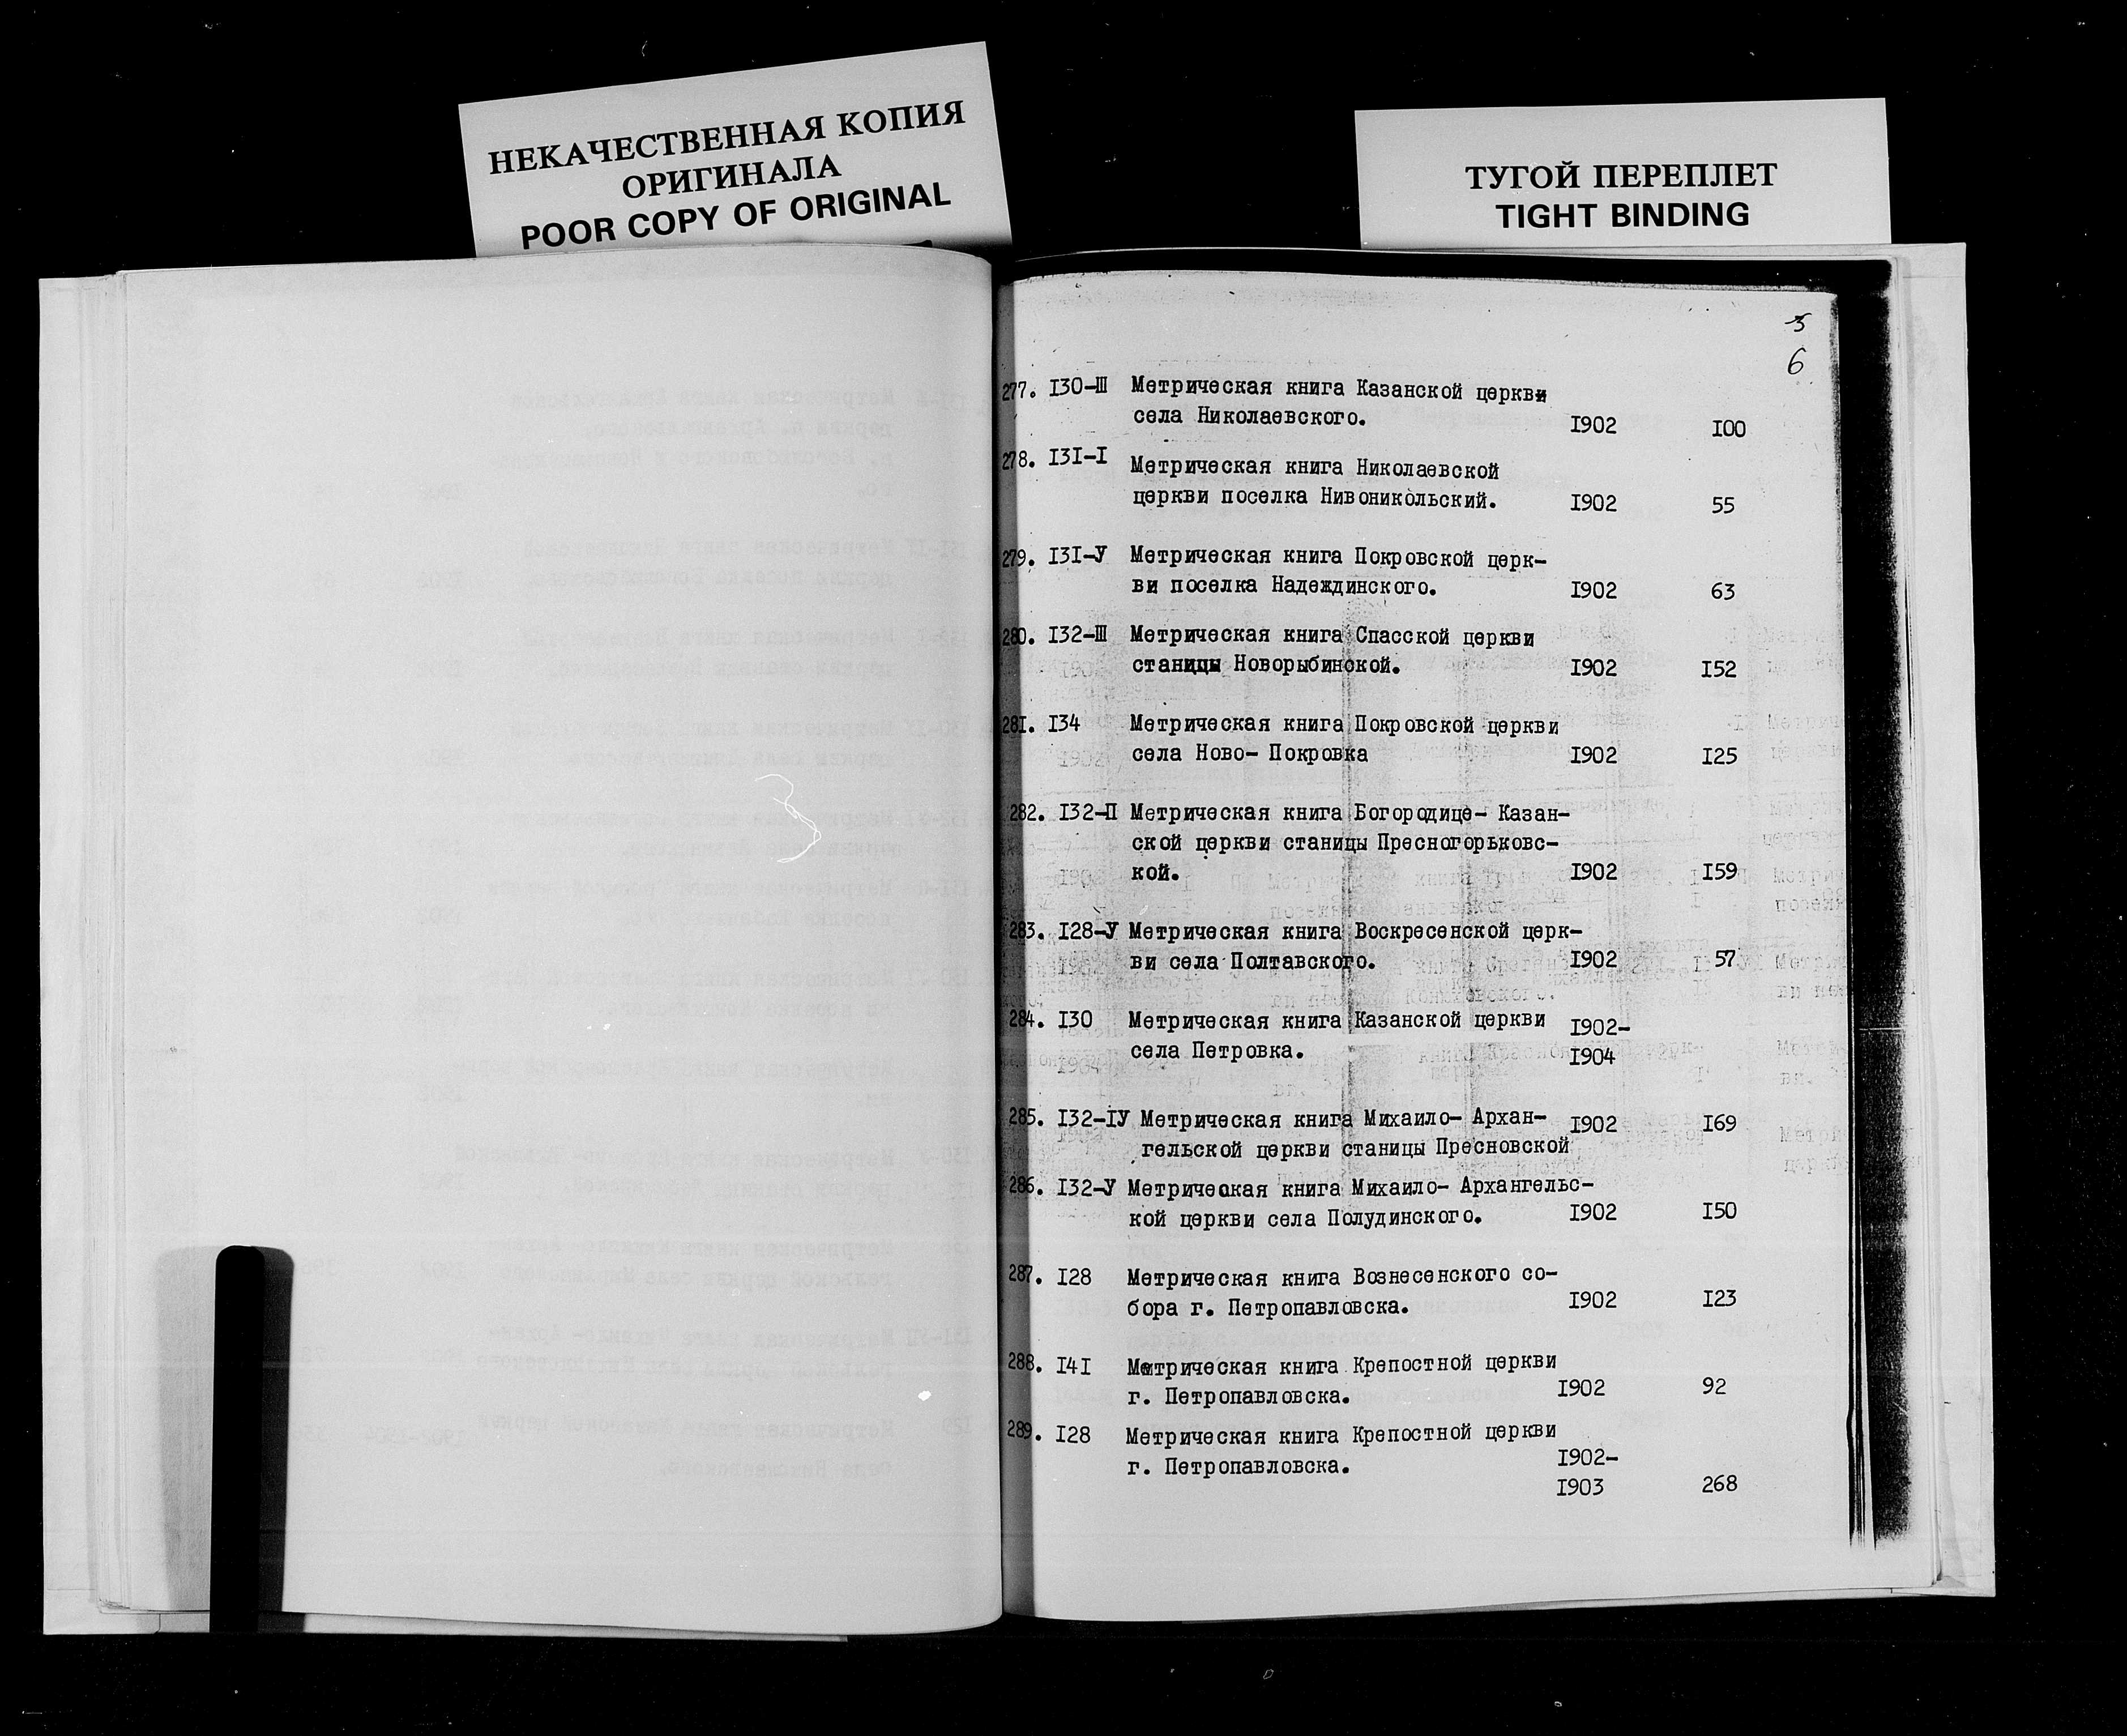 НЕКАЧЕСТВЕННАЯ КОПИЯ
ОРИГИНАЛА
POOR COPY OF ORIGINAL
ТУГОЙ ПЕРЕПЛЕТ
TIGHT BINDING
5
6
277. I30-Ш Метрическая книга Казанской церкви
села Николаевского. I902 I00
278. I3I-I Метрическая книга Николаевской
церкви поселка Нивоникольский. I902 55
279. I3I-У Метрическая книга Покровской церк-
ви поселка Надеждинского. I902 63
280. I32-Ш Метрическая книга Спасской церкви
станицы Новорыбинской. I902 I52
281. I34 Метрическая книга Покровской церкви
села Ново- Покровка I902 I25
282. I32-П Метрическая книга Богородице- Казан-
ской церкви станицы Пресногорьковс-
кой. I902 I59
283. I28-У Метрическая книга Воскресенской церк-
ви села Полтавского. I902 57
284. I30 Метрическая книга Казанской церкви I902-
села Петровка. I904
285. I32-IУ Метрическая книга Михаило- Архан- I902 I69
гельской церкви станицы Пресновской
286. I32-У Метрическая книга Михаило- Архангельс-
кой церкви села Полудинского. I902 I50
287. I28 Метрическая книга Вознесенского со-
бора г. Петропавловска. I902 I23
288. I4I Метрическая книга Крепостной церкви
г. Петропавловска. I902 92
289. I28 Метрическая книга Крепостной церкви
г. Петропавловска. I902-
I903 268